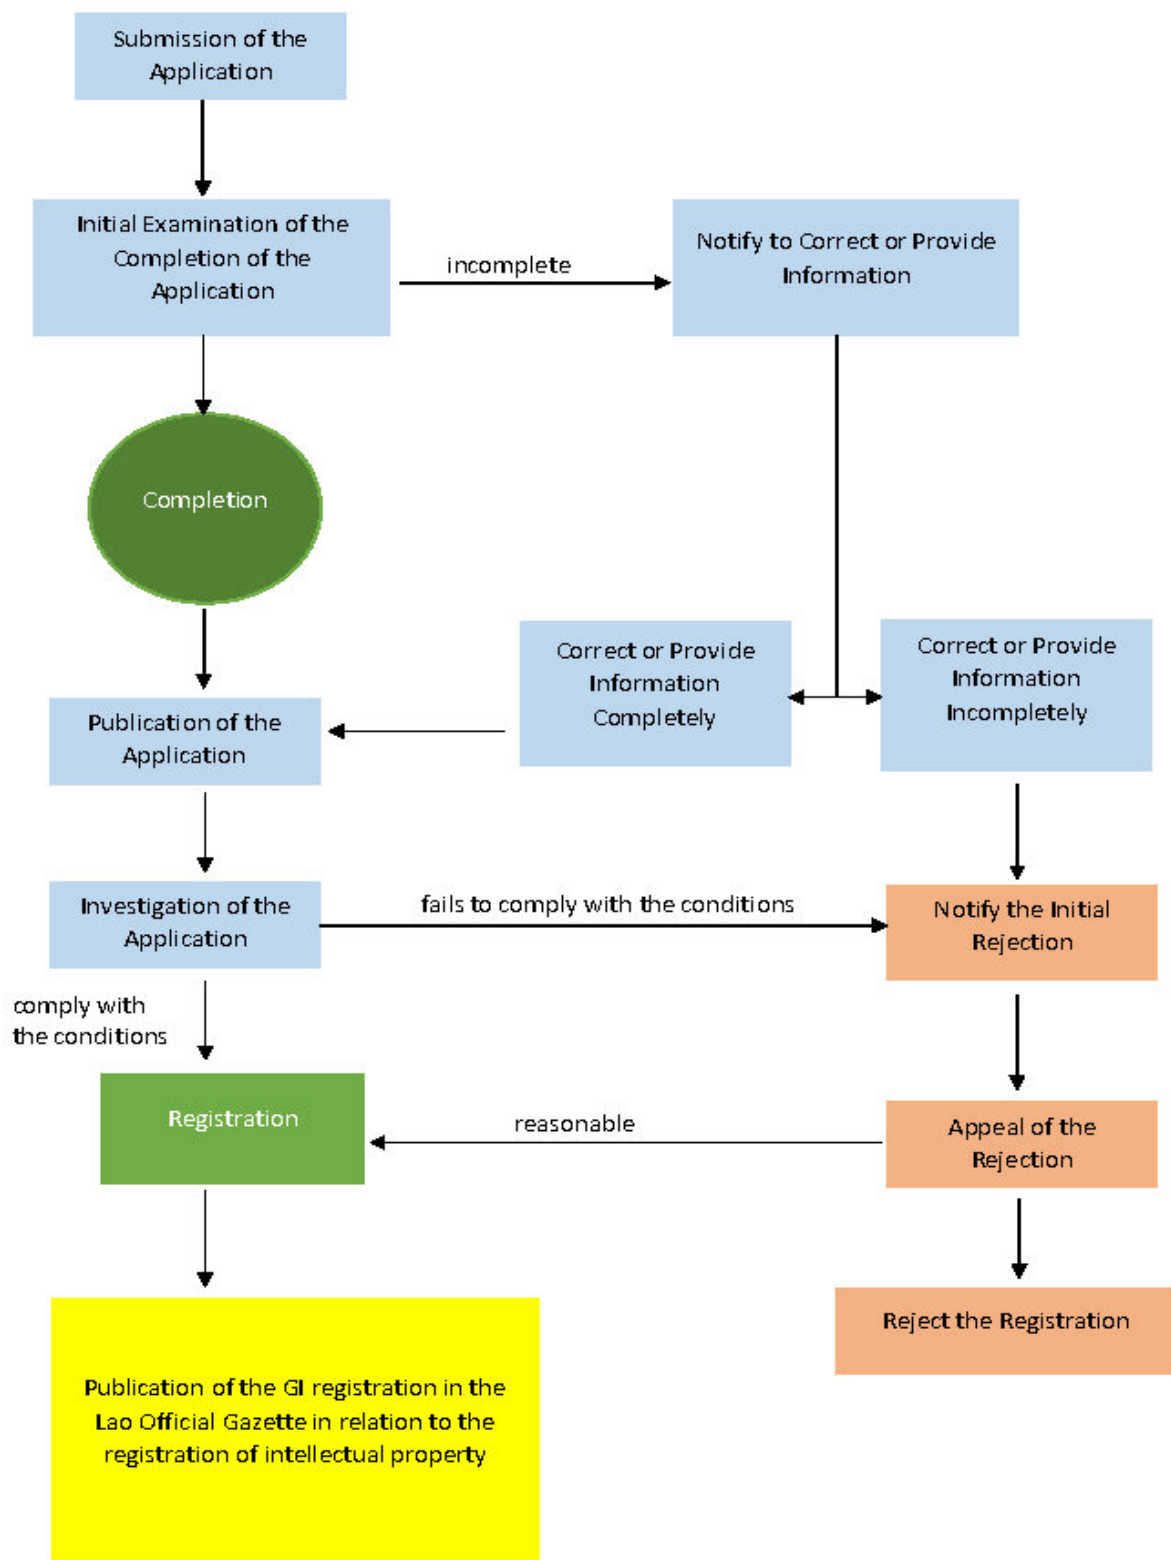 Submission of the
Application
Initial Examination of the
Completion of the
Application
incomplete
Notify to Correct or Provide
Information
Completion
Correct or Provide
Information
Completely
Correct or Provide
Information
Incompletely
Publication of the
Application
Investigation of the
Application
fails to comply with the conditions
Notify the Initial
Rejection
comply with
the conditions
Registration
reasonable
Appeal of the
Rejection
Reject the Registration
Publication of the GI registration in the
Lao Official Gazette in relation to the
registration of intellectual property